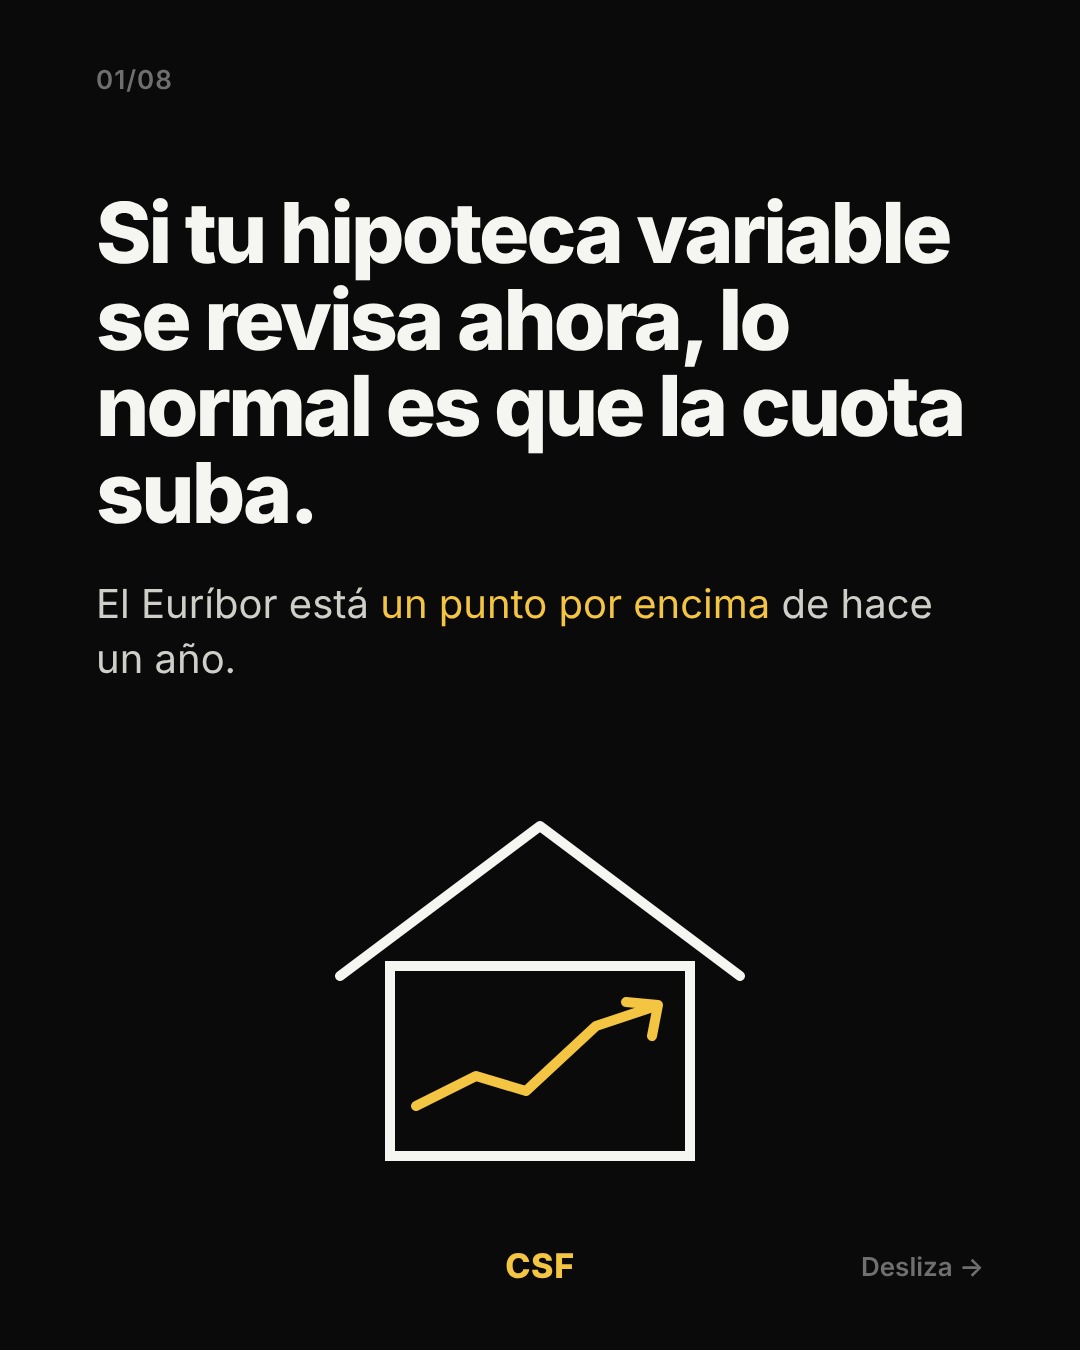 01/08
Si tu hipoteca variable
se revisa ahora, lo
normal es que la cuota
suba.
El Euríbor está un punto por encima de hace
un año.
CSF
Desliza →